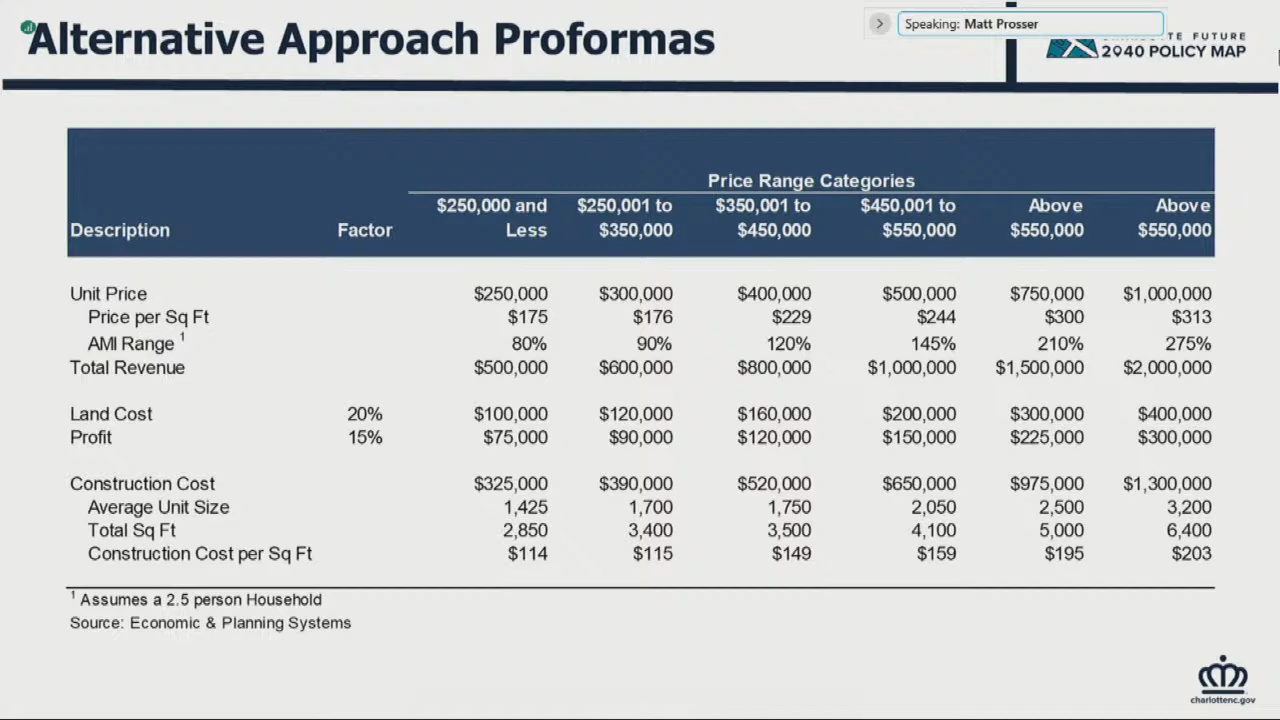 Alternative Approach Proformas
Speaking: Matt Prosser
TE FUTURE
2040 POLICY MAP
Price Range Categories
$250,000 and $250,001 to $350,001 to $450,001 to Above Above
Description Factor Less $350,000 $450,000 $550,000 $550,000 $550,000
Unit Price $250,000 $300,000 $400,000 $500,000 $750,000 $1,000,000
Price per Sq Ft $175 $176 $229 $244 $300 $313
AMI Range 1 80% 90% 120% 145% 210% 275%
Total Revenue $500,000 $600,000 $800,000 $1,000,000 $1,500,000 $2,000,000
Land Cost 20% $100,000 $120,000 $160,000 $200,000 $300,000 $400,000
Profit 15% $75,000 $90,000 $120,000 $150,000 $225,000 $300,000
Construction Cost $325,000 $390,000 $520,000 $650,000 $975,000 $1,300,000
Average Unit Size 1,425 1,700 1,750 2,050 2,500 3,200
Total Sq Ft 2,850 3,400 3,500 4,100 5,000 6,400
Construction Cost per Sq Ft $114 $115 $149 $159 $195 $203
1 Assumes a 2.5 person Household
Source: Economic & Planning Systems
charlottenc.gov